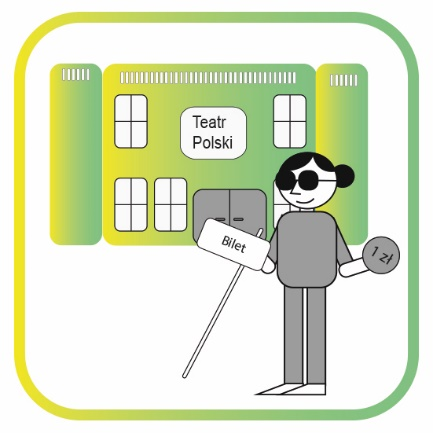 Teatr
Polski
Bilet
1 zł